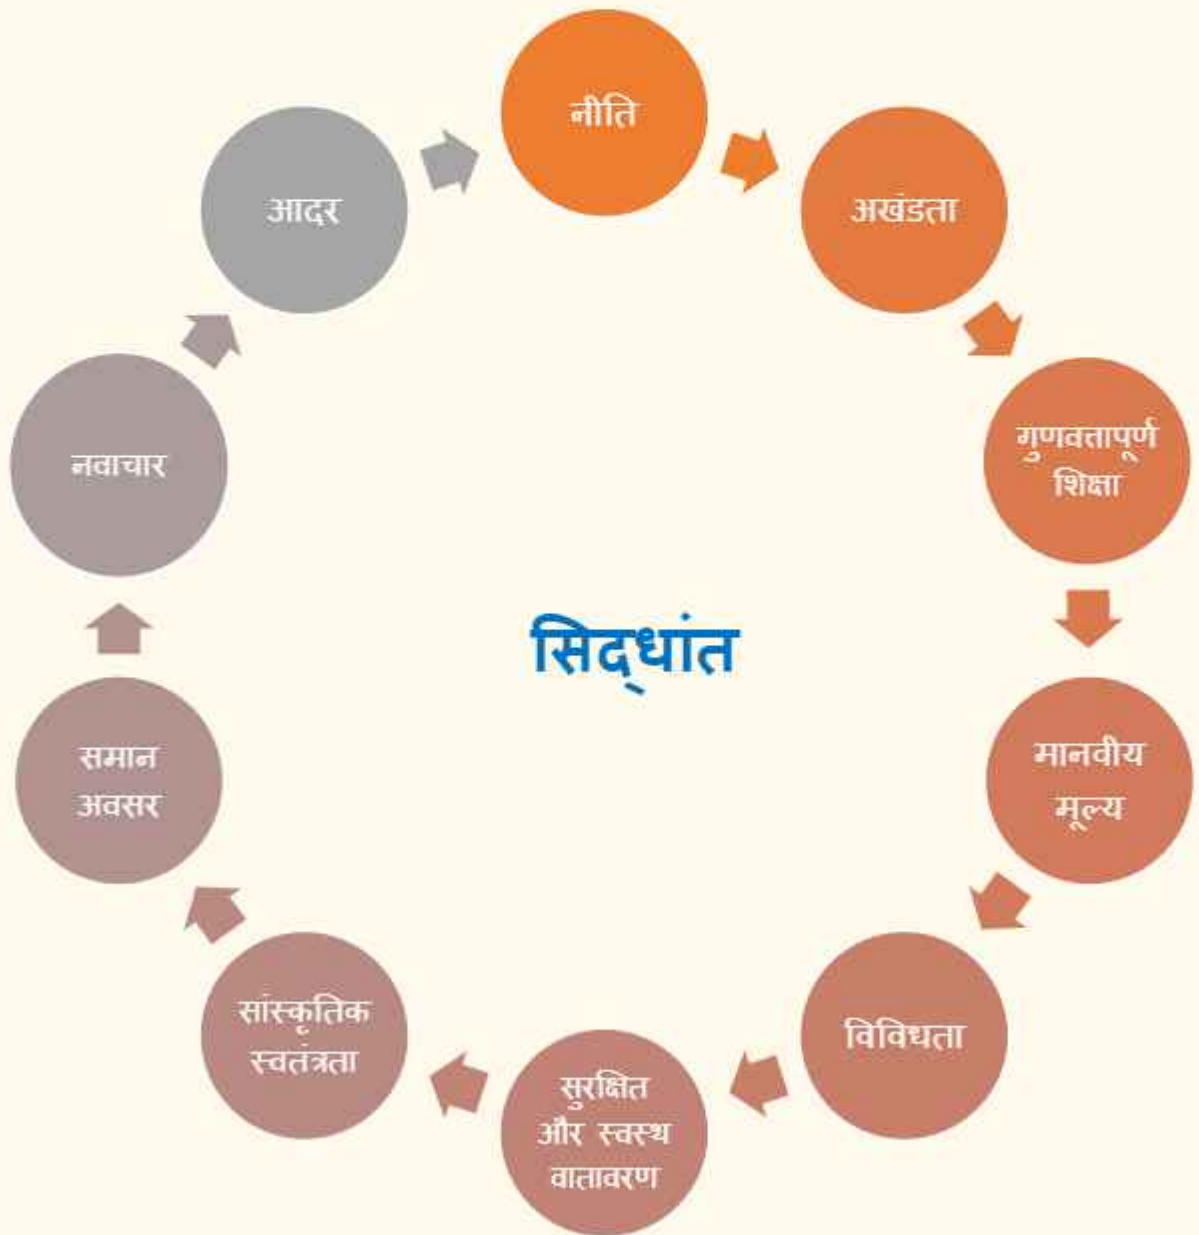 नीति
अखंडता
गुणवत्तापूर्ण
शिक्षा
मानवीय
मूल्य
विविधता
सुरक्षित
और स्वस्थ
वातावरण
सांस्कृतिक
स्वतंत्रता
समान
अवसर
नवाचार
आदर
सिद्धांत